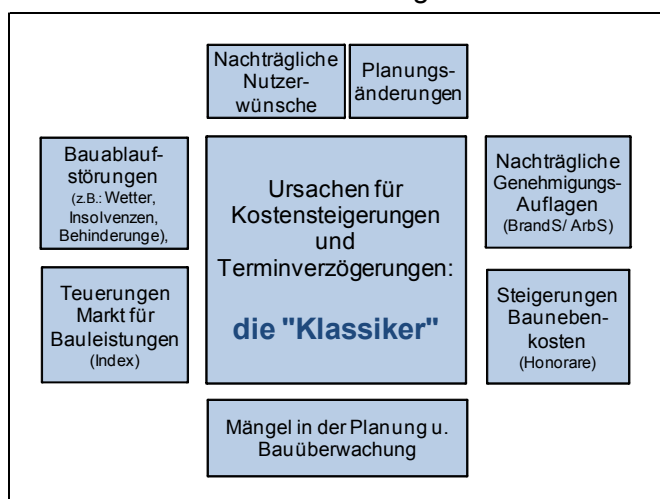 Nachträgliche
Nutzer-
wünsche
Planungs-
änderungen
Bauablauf-
störungen
(z.B.: Wetter,
Insolvenzen,
Behinderunge),
Ursachen für
Kostensteigerungen
und
Terminverzögerungen:
die "Klassiker"
Nachträgliche
Genehmigungs-
Auflagen
(BrandS/ ArbS)
Teuerungen
Markt für
Bauleistungen
(Index)
Steigerungen
Bauneben-
kosten
(Honorare)
Mängel in der Planung u.
Bauüberwachung